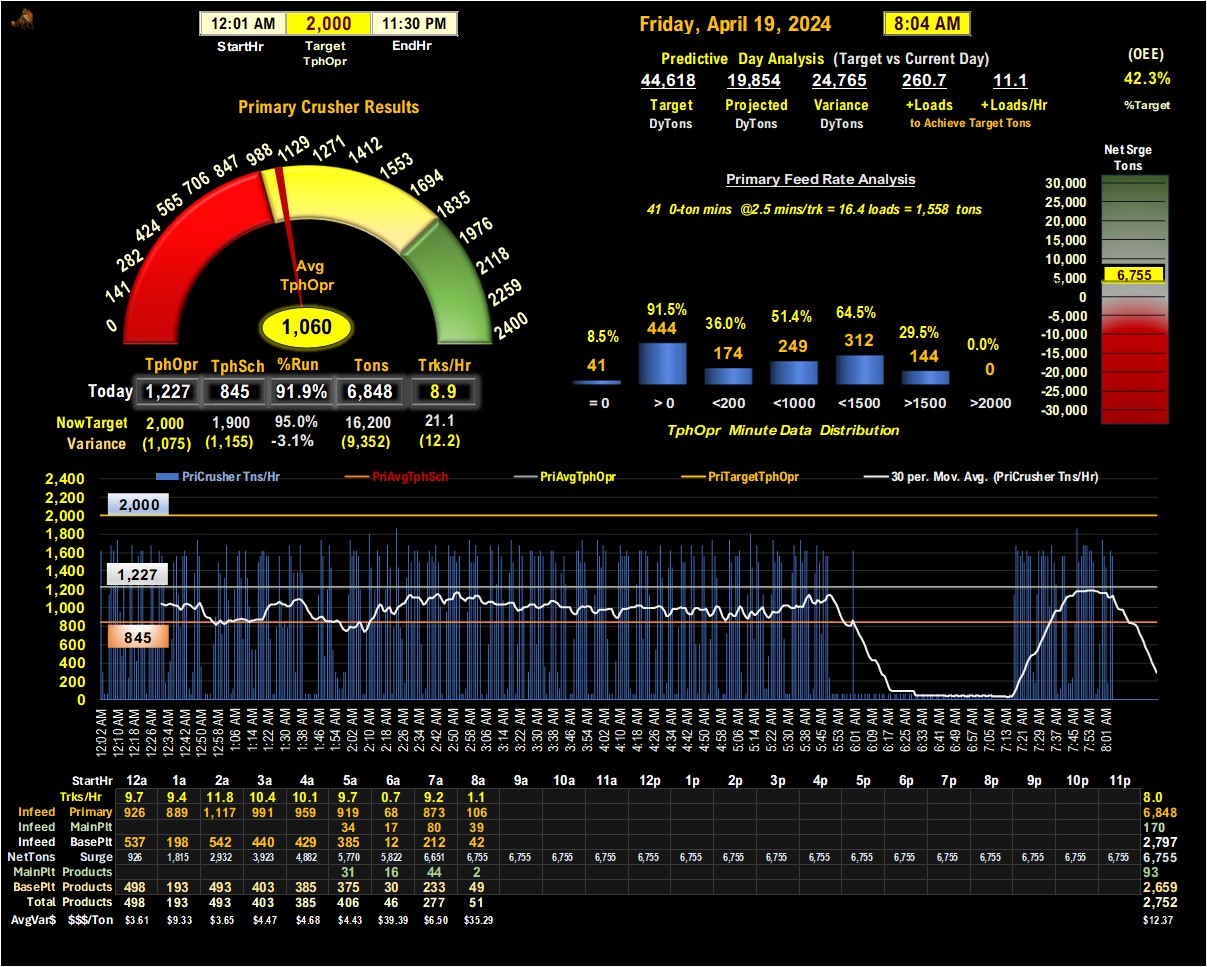 12:01 AM 2,000 11:30 PM
StartHr Target EndHr
TphOpr
Friday, April 19, 2024 8:04 AM
Predictive Day Analysis (Target vs Current Day)
44,618 19,854 24,765 260.7 11.1
Target Projected Variance +Loads +Loads/Hr
DyTons DyTons DyTons to Achieve Target Tons
(OEE)
42.3%
%Target
Primary Crusher Results
0 141 282 424 565 706 847 988 1129 1271 1412 1553 1694 1835 1976 2118 2259 2400
Avg
TphOpr
1,060
TphOpr TphSch %Run Tons Trks/Hr
Today 1,227 845 91.9% 6,848 8.9
NowTarget 2,000 1,900 95.0% 16,200 21.1
Variance (1,075) (1,155) -3.1% (9,352) (12.2)
Primary Feed Rate Analysis
41 0-ton mins @2.5 mins/trk = 16.4 loads = 1,558 tons
8.5% 91.5% 36.0% 51.4% 64.5% 29.5% 0.0%
41 444 174 249 312 144 0
= 0 > 0 <200 <1000 <1500 >1500 >2000
TphOpr Minute Data Distribution
Net Srge
Tons
30,000
25,000
20,000
15,000
10,000
5,000
0
-5,000
-10,000
-15,000
-20,000
-25,000
-30,000
6,755
PriCrusher Tns/Hr PriAvgTphSch PriAvgTphOpr PriTargetTphOpr 30 per. Mov. Avg. (PriCrusher Tns/Hr)
2,400
2,200
2,000
1,800
1,600
1,400
1,200
1,000
800
600
400
200
0
2,000
1,227
845
12:02 AM 12:10 AM 12:18 AM 12:26 AM 12:34 AM 12:42 AM 12:50 AM 12:58 AM 1:06 AM 1:14 AM 1:22 AM 1:30 AM 1:38 AM 1:46 AM 1:54 AM 2:02 AM 2:10 AM 2:18 AM 2:26 AM 2:34 AM 2:42 AM 2:50 AM 2:58 AM 3:06 AM 3:14 AM 3:22 AM 3:30 AM 3:38 AM 3:46 AM 3:54 AM 4:02 AM 4:10 AM 4:18 AM 4:26 AM 4:34 AM 4:42 AM 4:50 AM 4:58 AM 5:06 AM 5:14 AM 5:22 AM 5:30 AM 5:38 AM 5:45 AM 5:53 AM 6:01 AM 6:09 AM 6:17 AM 6:25 AM 6:33 AM 6:41 AM 6:49 AM 6:57 AM 7:05 AM 7:13 AM 7:21 AM 7:29 AM 7:37 AM 7:45 AM 7:53 AM 8:01 AM
StartHr 12a 1a 2a 3a 4a 5a 6a 7a 8a 9a 10a 11a 12p 1p 2p 3p 4p 5p 6p 7p 8p 9p 10p 11p
Trks/Hr 9.7 9.4 11.8 10.4 10.1 9.7 0.7 9.2 1.1 8.0
Infeed Primary 926 889 1,117 991 959 919 68 873 106 6,848
Infeed MainPlt 34 17 80 39 170
Infeed BasePlt 537 198 542 440 429 385 12 212 42 2,797
NetTons Surge 926 1,815 2,932 3,923 4,882 5,770 5,822 6,651 6,755 6,755 6,755 6,755 6,755 6,755 6,755 6,755 6,755 6,755 6,755 6,755 6,755 6,755 6,755 6,755 6,755
MainPlt Products 31 16 44 2 93
BasePlt Products 498 193 493 403 385 375 30 233 49 2,659
Total Products 498 193 493 403 385 406 46 277 51 2,752
AvgVar$ $$$/Ton $3.61 $9.33 $3.65 $4.47 $4.68 $4.43 $39.39 $6.50 $35.29 $12.37